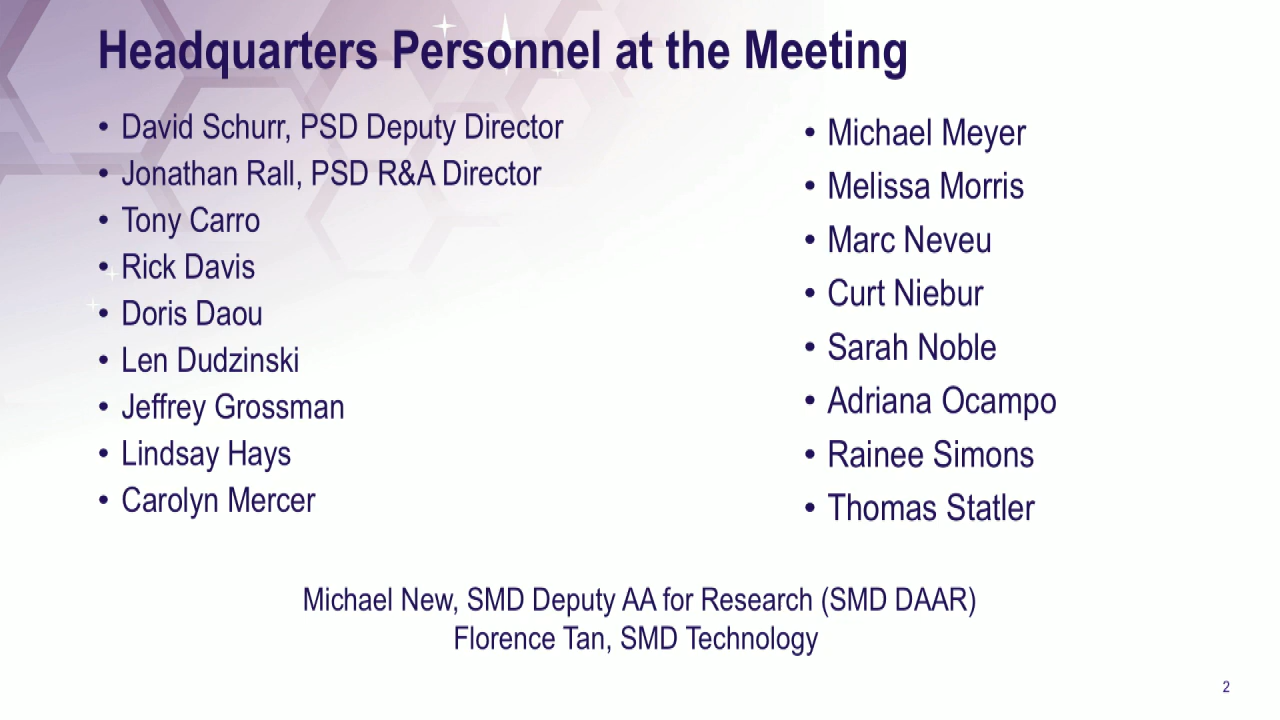 Headquarters Personnel at the Meeting
• David Schurr, PSD Deputy Director
• Jonathan Rall, PSD R&A Director
• Tony Carro
• Rick Davis
• Doris Daou
• Len Dudzinski
• Jeffrey Grossman
• Lindsay Hays
• Carolyn Mercer
• Michael Meyer
• Melissa Morris
• Marc Neveu
• Curt Niebur
• Sarah Noble
• Adriana Ocampo
• Rainee Simons
• Thomas Statler
Michael New, SMD Deputy AA for Research (SMD DAAR)
Florence Tan, SMD Technology
2